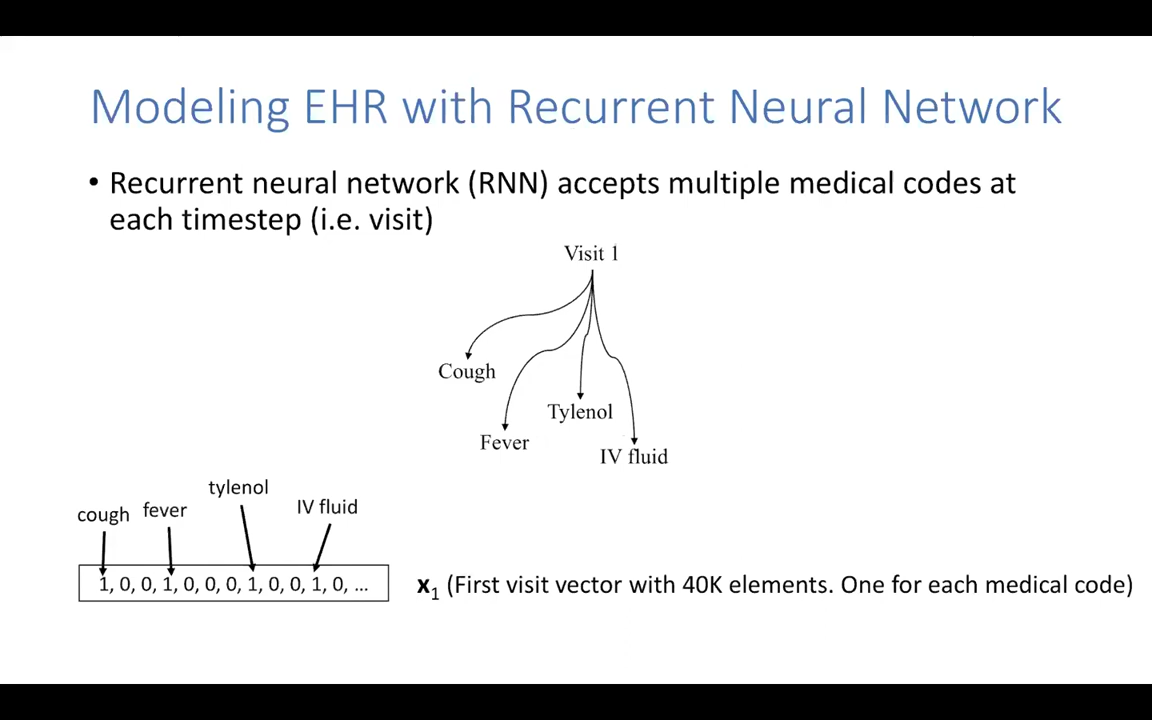 Modeling EHR with Recurrent Neural Network
• Recurrent neural network (RNN) accepts multiple medical codes at
each timestep (i.e. visit)
Visit 1
Cough
Tylenol
Fever
IV fluid
tylenol
cough fever IV fluid
1, 0, 0, 1, 0, 0, 0, 1, 0, 0, 1, 0, ...
x1 (First visit vector with 40K elements. One for each medical code)